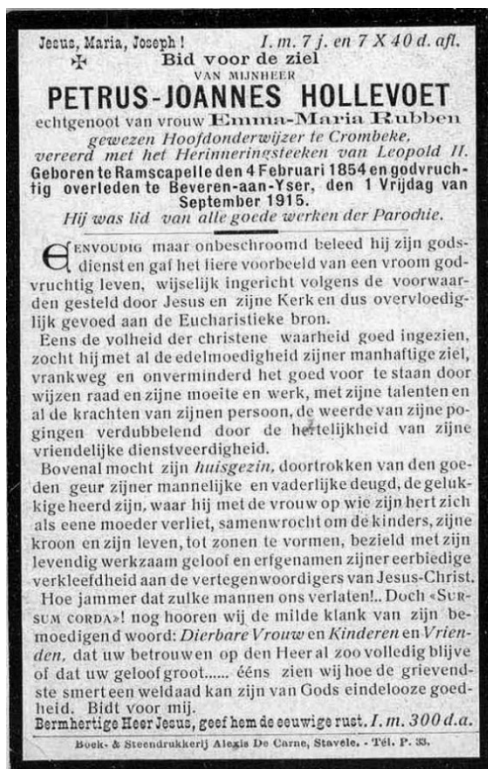 Jesus, Maria, Joseph! I. m. 7 j. en 7 X 40 d. afl.
Bid voor de ziel
VAN MIJNHEER
PETRUS-JOANNES HOLLEVOET
echtgenoot van vrouw Emma-Maria Rubben
gewezen Hoofdonderwijzer te Crombeke,
vereerd met het Herinneringsteeken van Leopold II.
Geboren te Ramscapelle den 4 Februari 1854 en godvruch-
tig overleden te Beveren-aan-Yser, den 1 Vrijdag van
September 1915.
Hij was lid van alle goede werken der Parochie.
EENVOUDIG maar onbeschroomd beleed hij zijn gods-
dienst en gaf het fiere voorbeeld van een vroom god-
vruchtig leven, wijselijk ingericht volgens de voorwaar-
den gesteld door Jesus en zijne Kerk en dus overvloedig-
lijk gevoed aan de Eucharistieke bron.
Eens de volheid der christene waarheid goed ingezien,
zocht hij met al de edelmoedigheid zijner manhaftige ziel,
vrankweg en onverminderd het goed voor te staan door
wijzen raad en zijne moeite en werk, met zijne talenten en
al de krachten van zijnen persoon, de weerde van zijne po-
gingen verdubbelend door de hertelijkheid van zijne
vriendelijke dienstveerdigheid.
Bovenal mocht zijn huisgezin, doortrokken van den goe-
den geur zijner mannelijke en vaderlijke deugd, de geluk-
kige heerd zijn, waar hij met de vrouw op wie zijn hert zich
als eene moeder verliet, samenwrocht om de kinders, zijne
kroon en zijn leven, tot zonen te vormen, bezield met zijn
levendig werkzaam geloof en erfgenamen zijner eerbiedige
verkleefdheid aan de vertegenwoordigers van Jesus-Christ.
Hoe jammer dat zulke mannen ons verlaten!.. Doch «SUR-
SUM CORDA»! nog hooren wij de milde klank van zijn be-
moedigend woord: Dierbare Vrouw en Kinderen en Vrien-
den, dat uw betrouwen op den Heer al zoo volledig blijve
of dat uw geloof groot...... ééns zien wij hoe de grievend-
ste smert een weldaad kan zijn van Gods eindelooze goed-
heid. Bidt voor mij.
Bermhertige Heer Jesus, geef hem de eeuwige rust. I. m. 300 d. a.
Boek- & Steendrukkerij Alexis De Carne, Stavele. - Tél. P. 33.